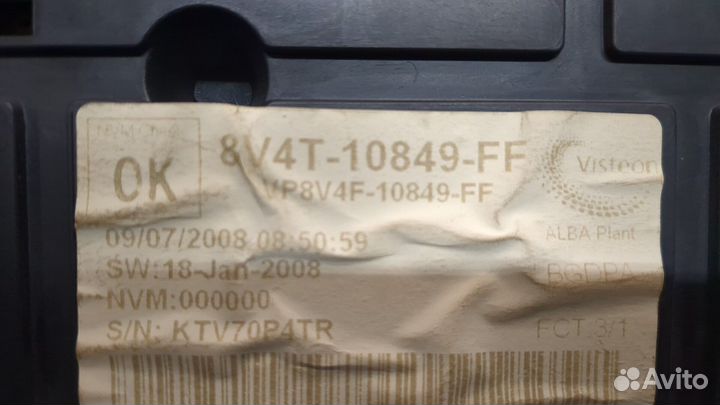 OK
8V4T-10849-FF
VP8V4F-10849-FF
Visteon
ALBA Plant
09/07/2008 08:50:59
SW:18-Jan-2008
BGDPA
NVM:000000
S/N: KTV70P4TR
FCT 3/1
Avito